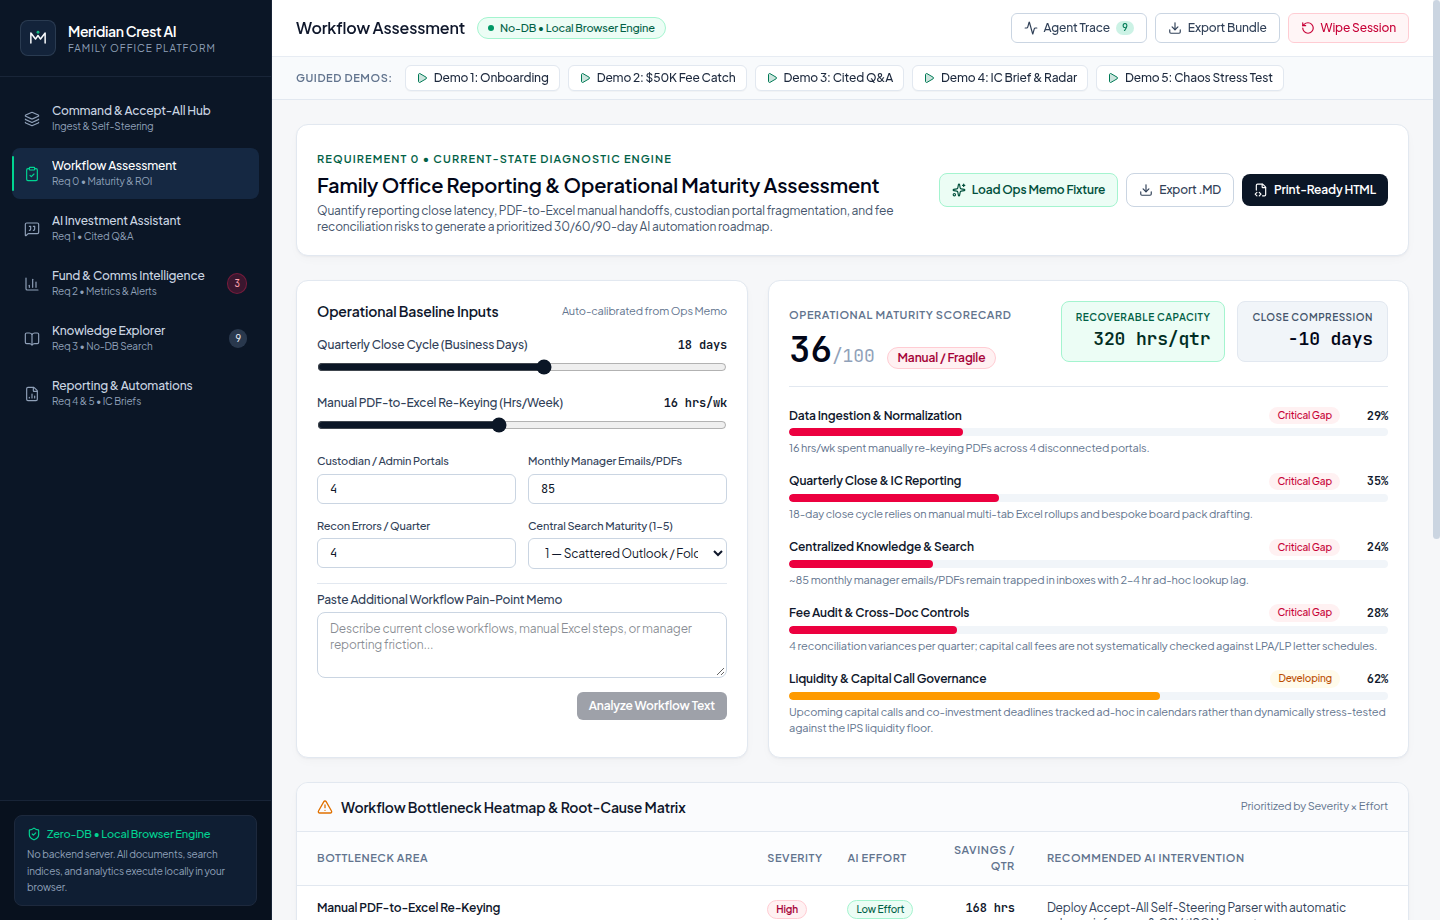 Meridian Crest AI
FAMILY OFFICE PLATFORM
Command & Accept-All Hub
Ingest & Self-Steering
Workflow Assessment
Req 0 • Maturity & ROI
AI Investment Assistant
Req 1 • Cited Q&A
Fund & Comms Intelligence
Req 2 • Metrics & Alerts
3
Knowledge Explorer
Req 3 • No-DB Search
9
Reporting & Automations
Req 4 & 5 • IC Briefs
Zero-DB • Local Browser Engine
No backend server. All documents, search
indices, and analytics execute locally in your
browser.
Workflow Assessment
No-DB • Local Browser Engine
Agent Trace 9
Export Bundle
Wipe Session
GUIDED DEMOS:
Demo 1: Onboarding
Demo 2: $50K Fee Catch
Demo 3: Cited Q&A
Demo 4: IC Brief & Radar
Demo 5: Chaos Stress Test
REQUIREMENT 0 • CURRENT-STATE DIAGNOSTIC ENGINE
Family Office Reporting & Operational Maturity Assessment
Quantify reporting close latency, PDF-to-Excel manual handoffs, custodian portal fragmentation, and fee
reconciliation risks to generate a prioritized 30/60/90-day AI automation roadmap.
Load Ops Memo Fixture
Export .MD
Print-Ready HTML
Operational Baseline Inputs
Auto-calibrated from Ops Memo
Quarterly Close Cycle (Business Days)
18 days
Manual PDF-to-Excel Re-Keying (Hrs/Week)
16 hrs/wk
Custodian / Admin Portals
Monthly Manager Emails/PDFs
4
85
Recon Errors / Quarter
Central Search Maturity (1–5)
4
1 — Scattered Outlook / Folc
Paste Additional Workflow Pain-Point Memo
Describe current close workflows, manual Excel steps, or manager
reporting friction...
Analyze Workflow Text
OPERATIONAL MATURITY SCORECARD
36/100
Manual / Fragile
RECOVERABLE CAPACITY
320 hrs/qtr
CLOSE COMPRESSION
-10 days
Data Ingestion & Normalization
Critical Gap
29%
16 hrs/wk spent manually re-keying PDFs across 4 disconnected portals.
Quarterly Close & IC Reporting
Critical Gap
35%
18-day close cycle relies on manual multi-tab Excel rollups and bespoke board pack drafting.
Centralized Knowledge & Search
Critical Gap
24%
~85 monthly manager emails/PDFs remain trapped in inboxes with 2–4 hr ad-hoc lookup lag.
Fee Audit & Cross-Doc Controls
Critical Gap
28%
4 reconciliation variances per quarter; capital call fees are not systematically checked against LPA/LP letter schedules.
Liquidity & Capital Call Governance
Developing
62%
Upcoming capital calls and co-investment deadlines tracked ad-hoc in calendars rather than dynamically stress-tested
against the IPS liquidity floor.
Workflow Bottleneck Heatmap & Root-Cause Matrix
Prioritized by Severity × Effort
BOTTLENECK AREA
SEVERITY
AI EFFORT
SAVINGS /
QTR
RECOMMENDED AI INTERVENTION
Manual PDF-to-Excel Re-Keying
High
Low Effort
168 hrs
Deploy Accept-All Self-Steering Parser with automatic